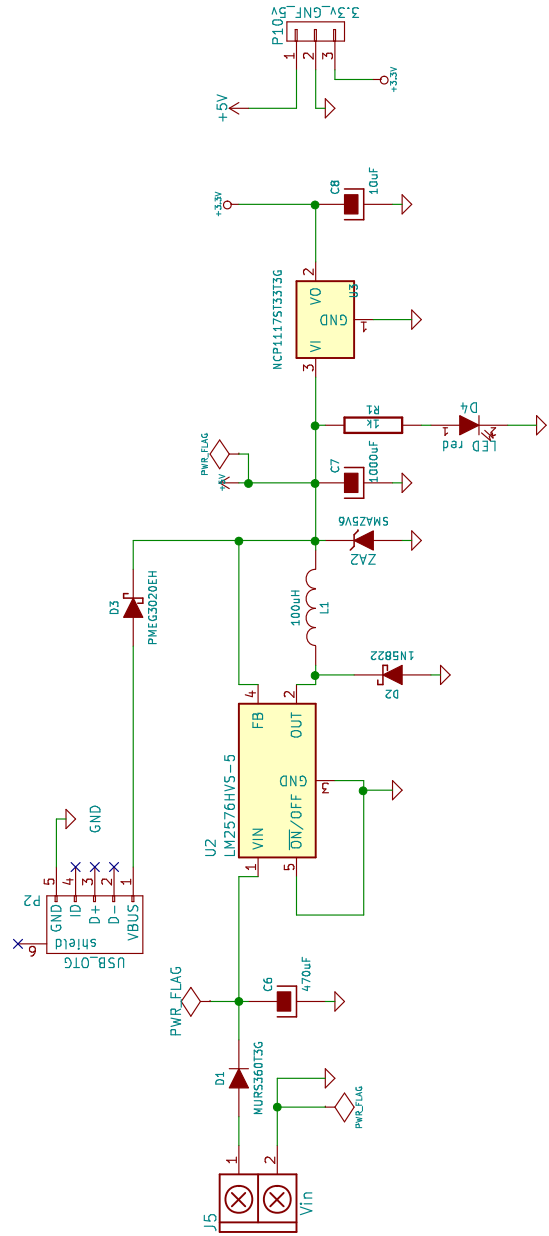 3.3v_GNF_5v
P10
1
2
3
+5V
+3.3V
+3.3V
C8
10uF
NCP1117ST33T3G
2
VO
U3
GND
1
VI
3
D4
R1
1k
1
2
LED red
PWR_FLAG
+5V
C7
1000uF
SMAZ5V6
ZA2
D3
PMEG3020EH
100uH
L1
1N5822
D2
4
2
FB
OUT
GND
3
U2
LM2576HVS-5
VIN
ON/OFF
1
5
GND
P2
5
4
3
2
1
GND
ID
D+
D-
VBUS
shield
6
USB_OTG
PWR_FLAG
C6
470uF
D1
MURS360T3G
PWR_FLAG
1
2
J5
Vin